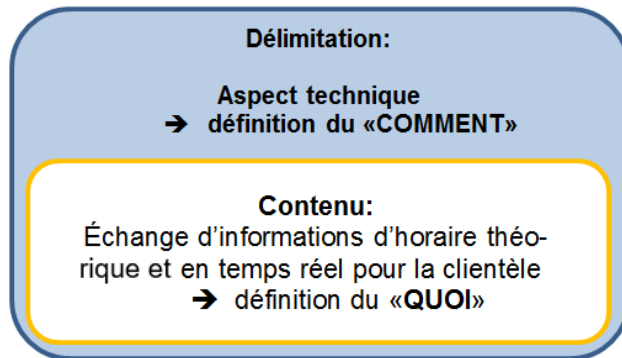 Délimitation:
Aspect technique
➔ définition du «COMMENT»
Contenu:
Échange d'informations d'horaire théo-
rique et en temps réel pour la clientèle
➔ définition du «QUOI»